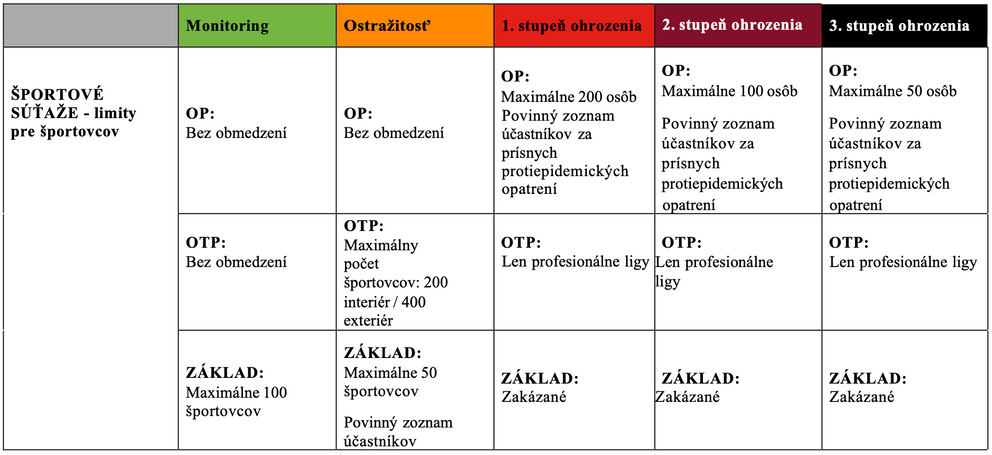 Monitoring
Ostražitosť
1. stupeň ohrozenia
2. stupeň ohrozenia
3. stupeň ohrozenia
ŠPORTOVÉ
SÚŤAŽE - limity
pre športovcov
OP:
Bez obmedzení
OP:
Bez obmedzení
OP:
Maximálne 200 osôb
Povinný zoznam
účastníkov za
prísnych
protiepidemických
opatrení
OP:
Maximálne 100 osôb
Povinný zoznam
účastníkov za
prísnych
protiepidemických
opatrení
OP:
Maximálne 50 osôb
Povinný zoznam
účastníkov za
prísnych
protiepidemických
opatrení
OTP:
Bez obmedzení
OTP:
Maximálny
počet
športovcov: 200
interiér / 400
exteriér
OTP:
Len profesionálne ligy
OTP:
Len profesionálne
ligy
OTP:
Len profesionálne ligy
ZÁKLAD:
Maximálne 100
športovcov
ZÁKLAD:
Maximálne 50
športovcov
Povinný zoznam
účastníkov
ZÁKLAD:
Zakázané
ZÁKLAD:
Zakázané
ZÁKLAD:
Zakázané